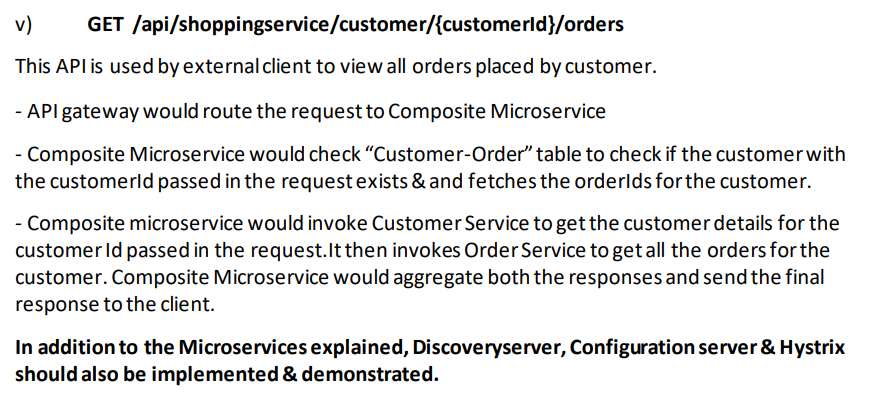 v) GET /api/shoppingservice/customer/{customerId}/orders
This API is used by external client to view all orders placed by customer.
- API gateway would route the request to Composite Microservice
- Composite Microservice would check “Customer-Order” table to check if the customer with
the customerId passed in the request exists & and fetches the orderIds for the customer.
- Composite microservice would invoke Customer Service to get the customer details for the
customer Id passed in the request. It then invokes Order Service to get all the orders for the
customer. Composite Microservice would aggregate both the responses and send the final
response to the client.
In addition to the Microservices explained, Discoveryserver, Configuration server & Hystrix
should also be implemented & demonstrated.